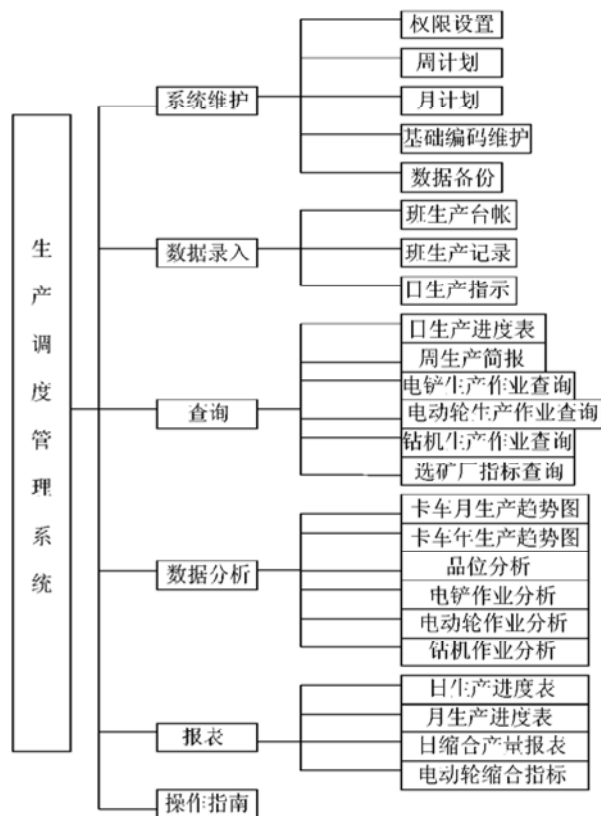 生产调度管理系统
系统维护
权限设置
周计划
月计划
基础编码维护
数据备份
数据录入
班生产台帐
班生产记录
口生产指示
查询
口生产进度表
周生产简报
电铲生产作业查询
电动轮生产作业查询
钻机生产作业查询
选矿厂指标查询
数据分析
卡车月生产趋势图
卡车年生产趋势图
品位分析
电铲作业分析
电动轮作业分析
钻机作业分析
报表
日生产进度表
月生产进度表
日缩合产量报表
电动轮缩合指标
操作指南